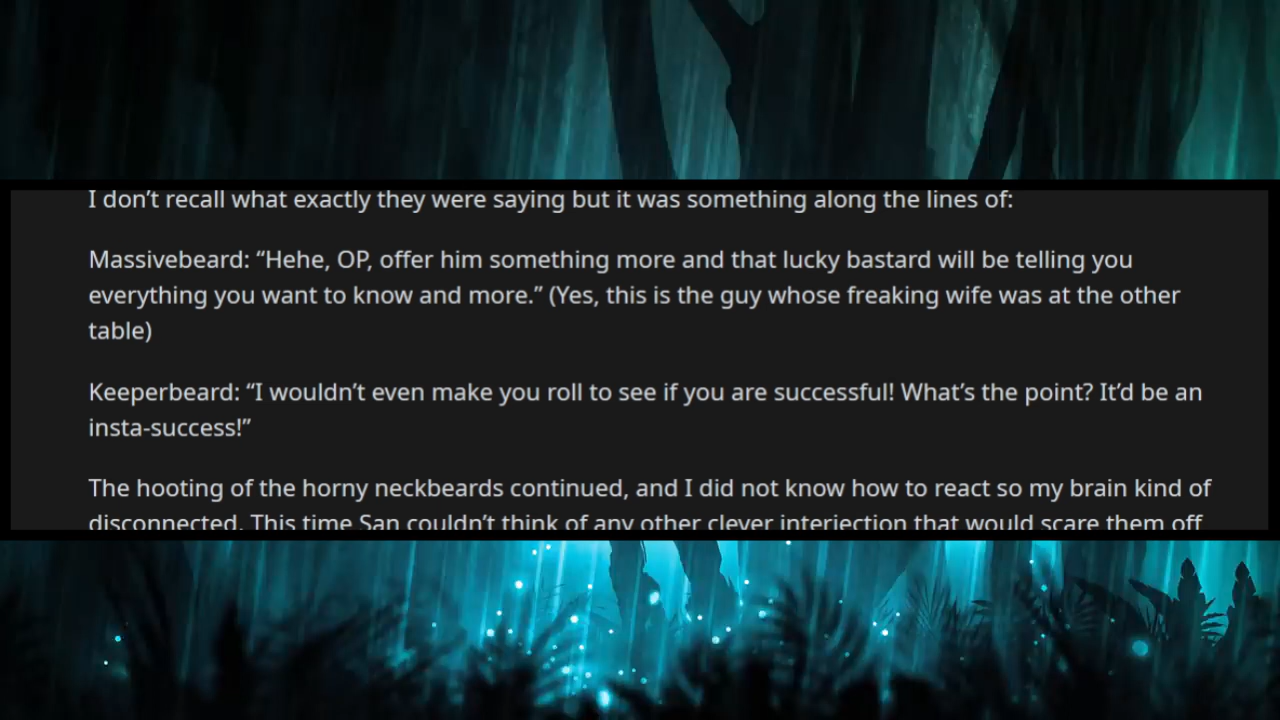 I don’t recall what exactly they were saying but it was something along the lines of:
Massivebeard: “Hehe, OP, offer him something more and that lucky bastard will be telling you
everything you want to know and more.” (Yes, this is the guy whose freaking wife was at the other
table)
Keeperbeard: “I wouldn’t even make you roll to see if you are successful! What’s the point? It’d be an
insta-success!”
The hooting of the horny neckbeards continued, and I did not know how to react so my brain kind of
disconnected. This time San couldn’t think of any other clever interjection that would scare them off